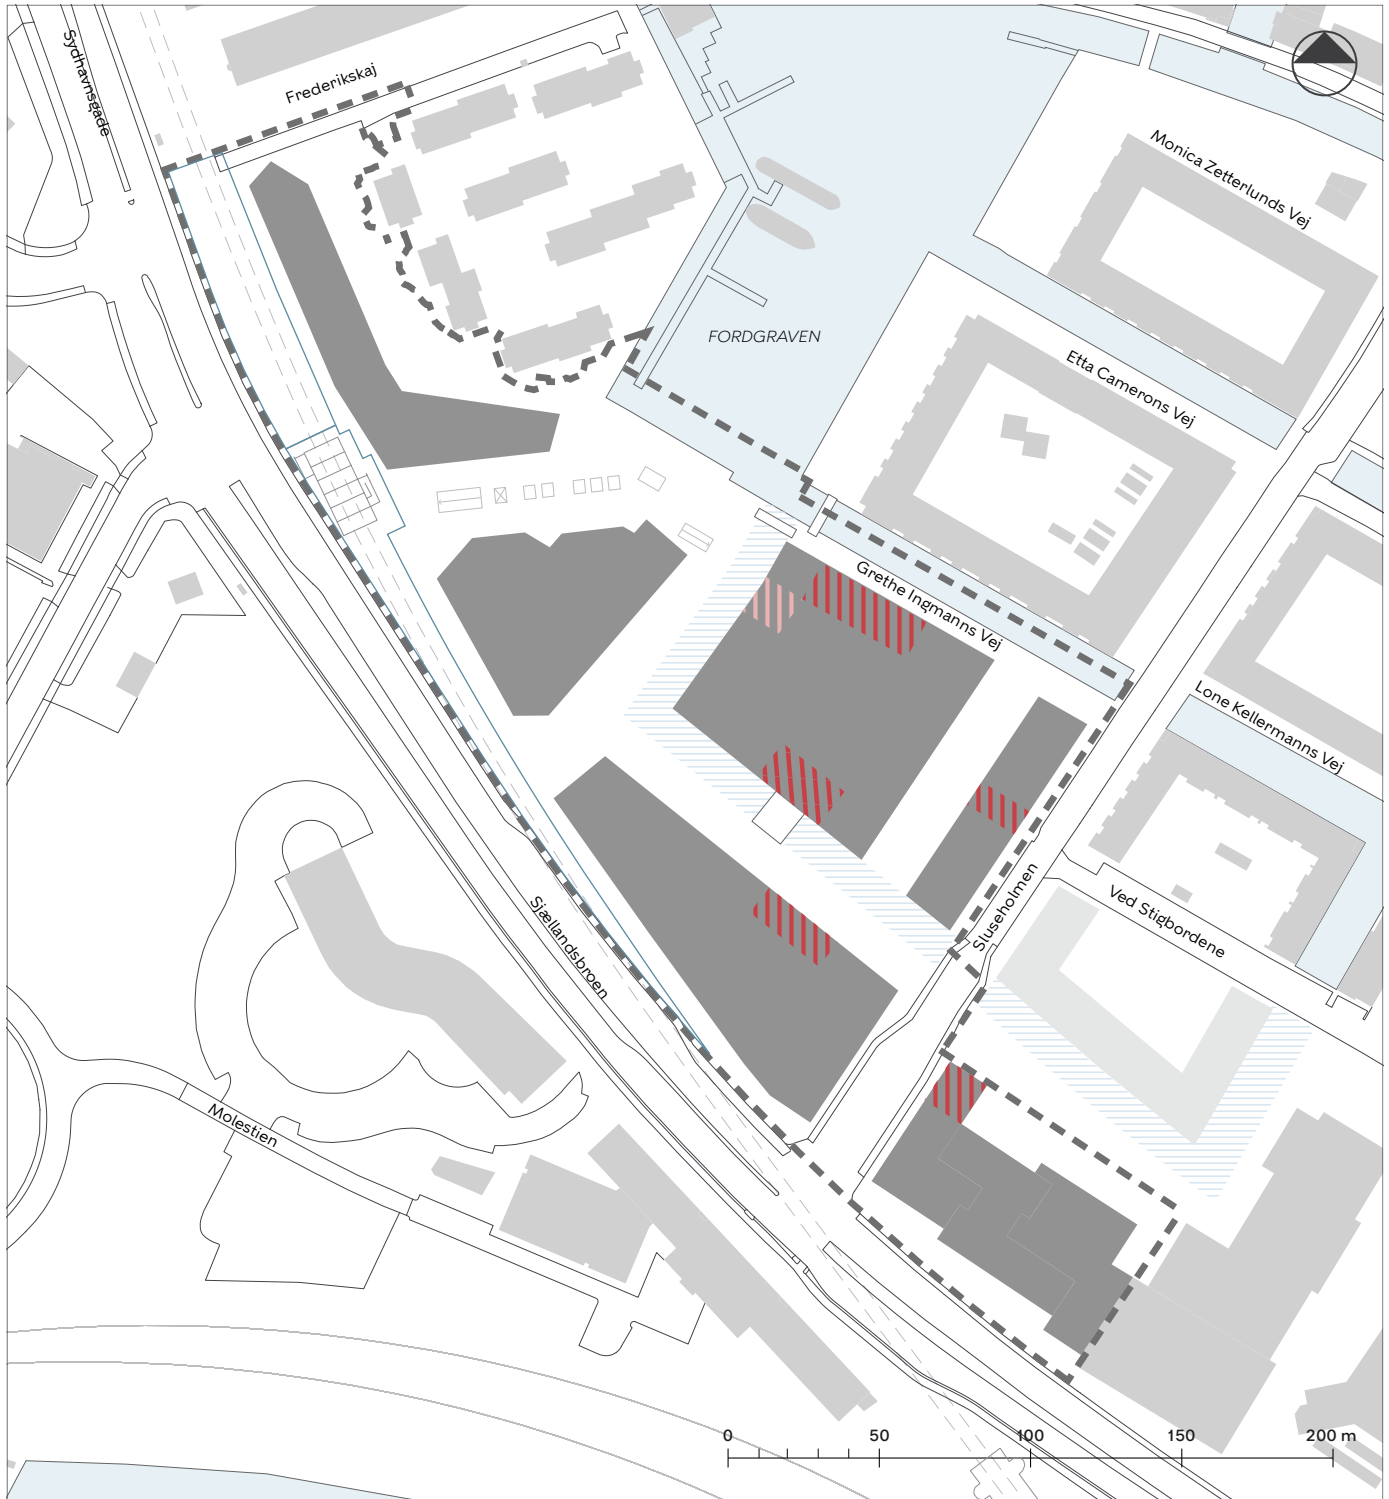 Sydhavnsgade
Frederikskaj
Monica Zetterlunds Vej
FORDGRAVEN
Etta Camerons Vej
Grethe Ingmanns Vej
Lone Kellermanns Vej
Sluseholmen
Ved Stigbordene
Sjællandsbroen
Molestien
0 50 100 150 200 m